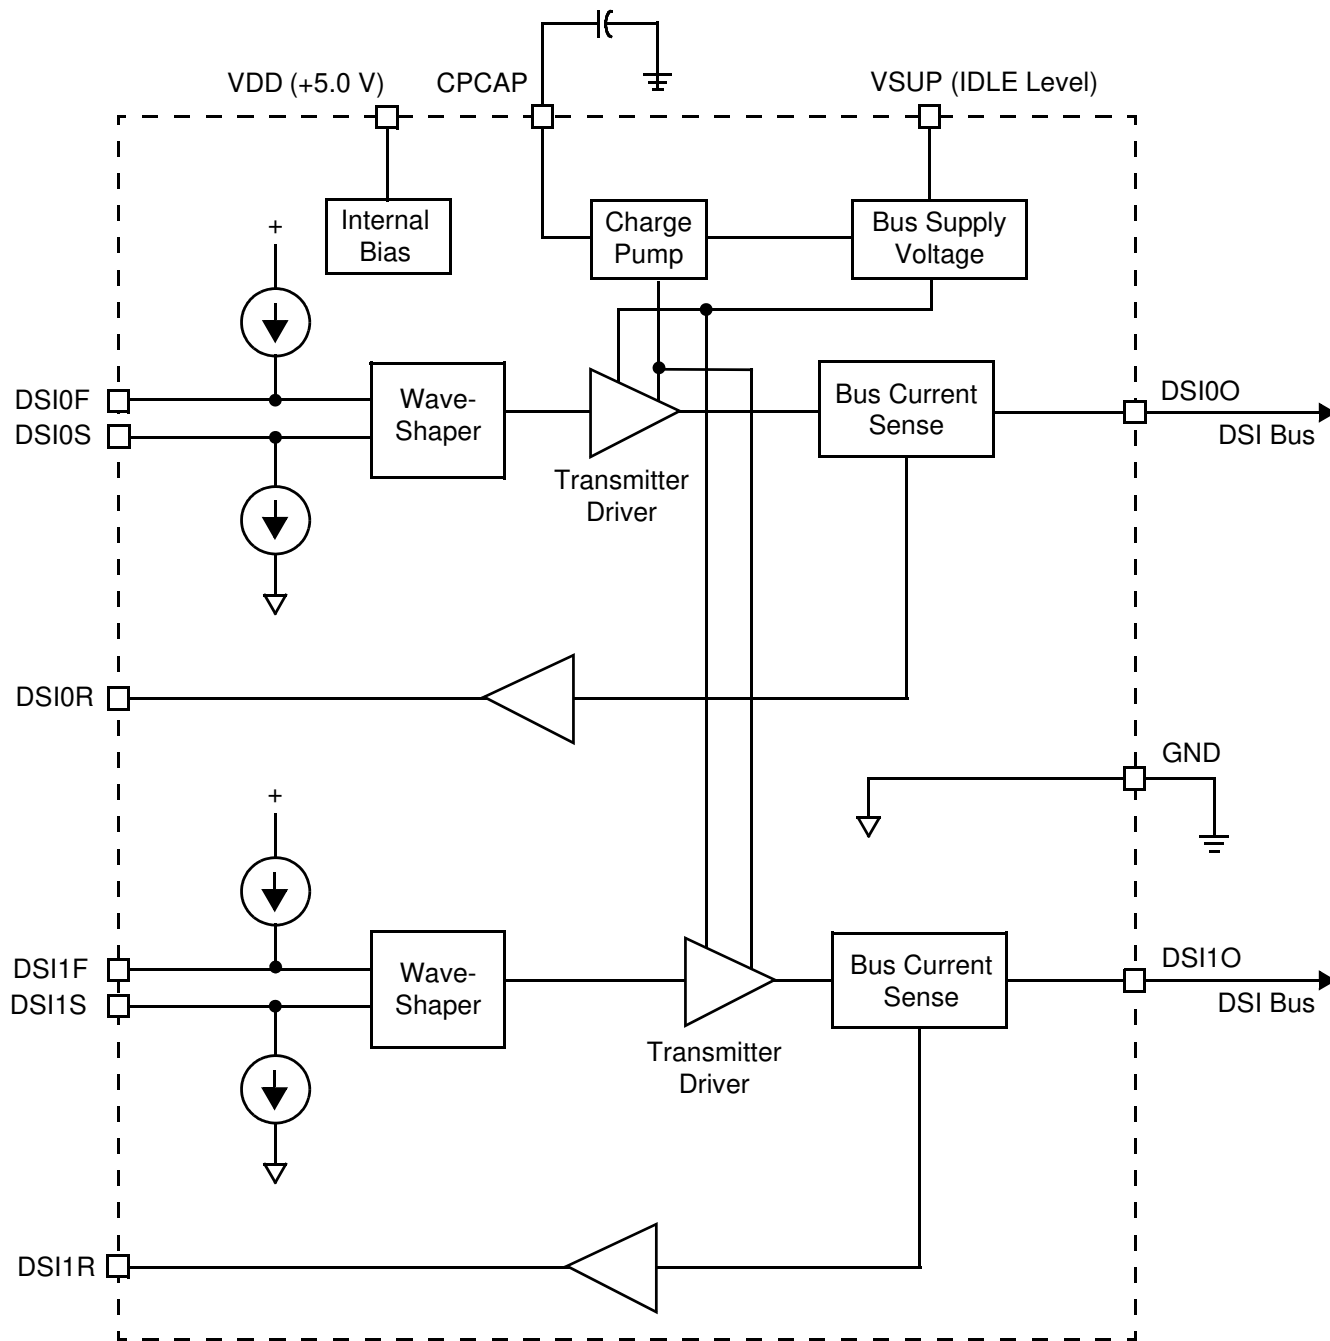 VDD (+5.0 V)
CPCAP
VSUP (IDLE Level)
Internal
Bias
Charge
Pump
Bus Supply
Voltage
+
DSI0F
DSI0S
Wave-
Shaper
Transmitter
Driver
Bus Current
Sense
DSI0O
DSI Bus
DSI0R
GND
+
DSI1F
DSI1S
Wave-
Shaper
Transmitter
Driver
Bus Current
Sense
DSI1O
DSI Bus
DSI1R